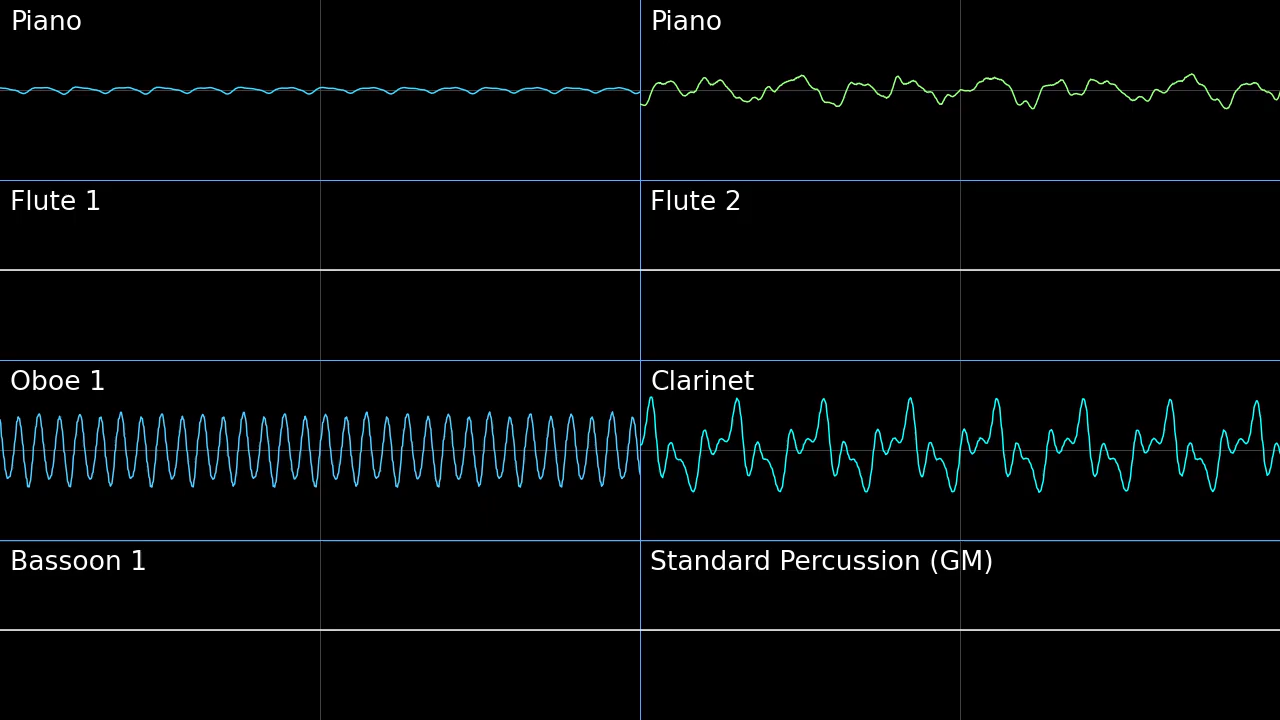 Piano
Piano
Flute 1
Flute 2
Oboe 1
Clarinet
Bassoon 1
Standard Percussion (GM)